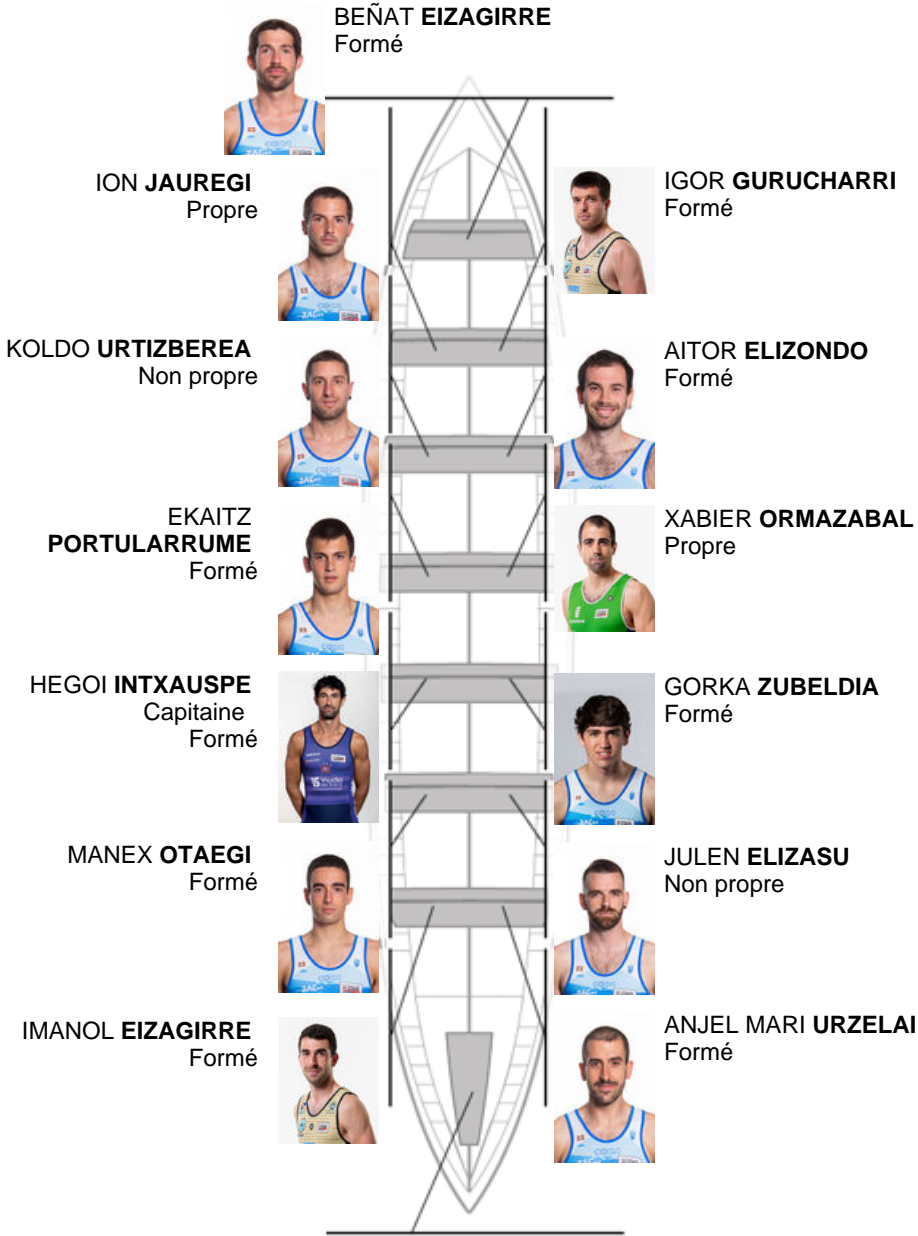 BEÑAT EIZAGIRRE
Formé
ION JAUREGI
Propre
IGOR GURUCHARRI
Formé
KOLDO URTIZBEREA
Non propre
AITOR ELIZONDO
Formé
EKAITZ
PORTULARRUME
Formé
XABIER ORMAZABAL
Propre
HEGOI INTXAUSPE
Capitaine
Formé
GORKA ZUBELDIA
Formé
MANEX OTAEGI
Formé
JULEN ELIZASU
Non propre
IMANOL EIZAGIRRE
Formé
ANJEL MARI URZELAI
Formé